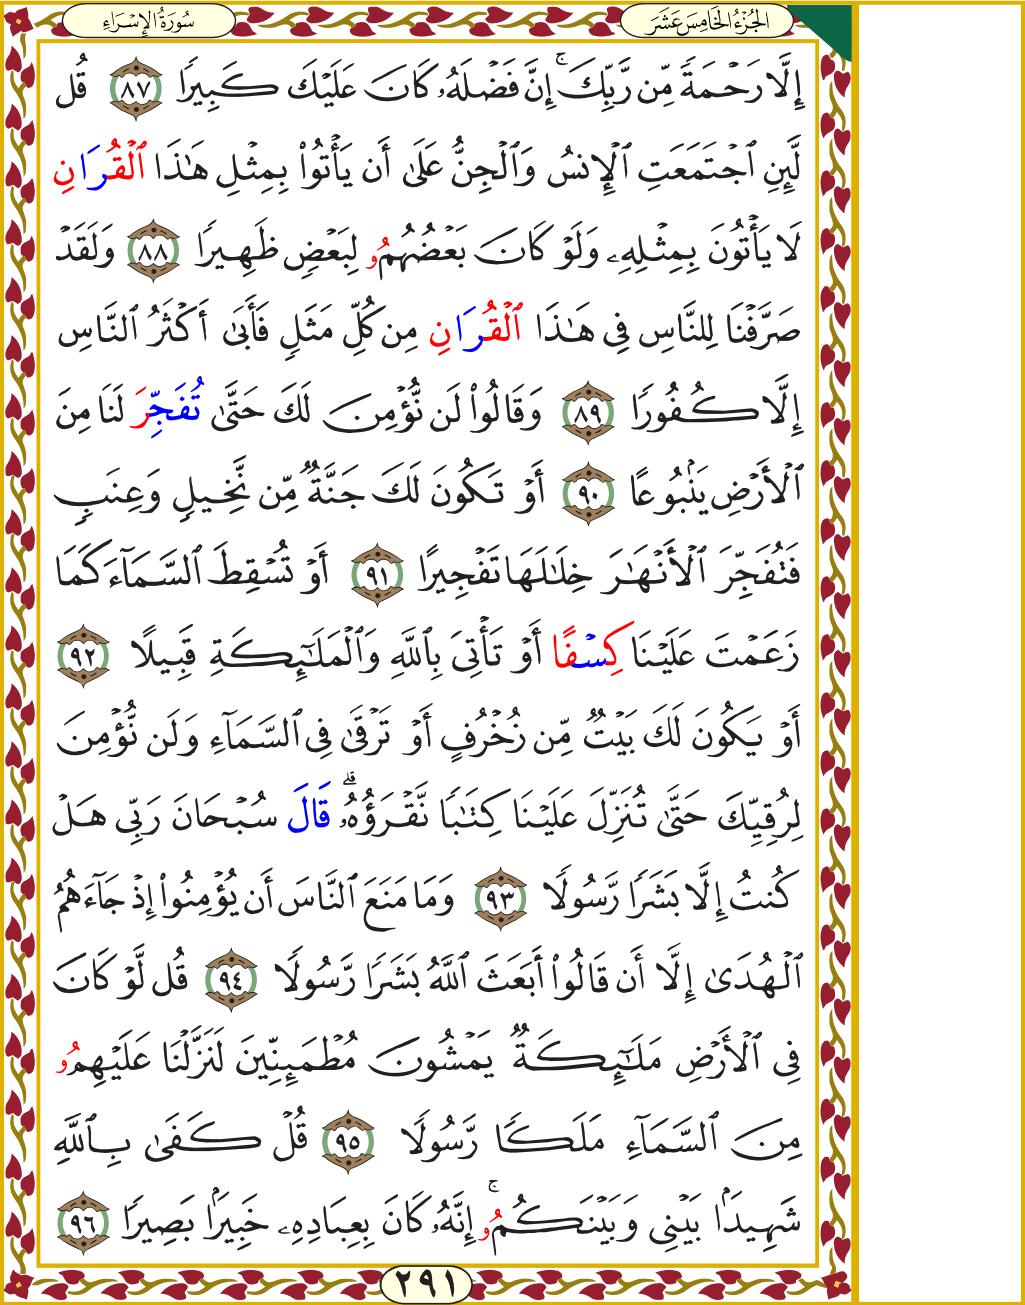 الجُزْءُ الْخَامِسَ عَشَرَ
سُورَةُ الإِسْرَاءِ
إِلَّا رَحْمَةً مِّن رَّبِّكَ ۚ إِنَّ فَضْلَهُۥ كَانَ عَلَيْكَ كَبِيرًا ٨٧ قُل
لَّئِنِ ٱجْتَمَعَتِ ٱلْإِنسُ وَٱلْجِنُّ عَلَىٰ أَن يَأْتُوا۟ بِمِثْلِ هَٰذَا ٱلْقُرَانِ
لَا يَأْتُونَ بِمِثْلِهِۦ وَلَوْ كَانَ بَعْضُهُمُۥ لِبَعْضٍ ظَهِيرًا ٨٨ وَلَقَدْ
صَرَّفْنَا لِلنَّاسِ فِى هَٰذَا ٱلْقُرَانِ مِن كُلِّ مَثَلٍ فَأَبَىٰ أَكْثَرُ ٱلنَّاسِ
إِلَّا كُفُورًا ٨٩ وَقَالُوا۟ لَن نُّؤْمِنَ لَكَ حَتَّىٰ تُفَجِّرَ لَنَا مِنَ
ٱلْأَرْضِ يَنۢبُوعًا ٩٠ أَوْ تَكُونَ لَكَ جَنَّةٌ مِّن نَّخِيلٍ وَعِنَبٍ
فَتُفَجِّرَ ٱلْأَنْهَٰرَ خِلَٰلَهَا تَفْجِيرًا ٩١ أَوْ تُسْقِطَ ٱلسَّمَآءَ كَمَا
زَعَمْتَ عَلَيْنَا كِسْفًا أَوْ تَأْتِىَ بِٱللَّهِ وَٱلْمَلَٰٓئِكَةِ قَبِيلًا ٩٢
أَوْ يَكُونَ لَكَ بَيْتٌ مِّن زُخْرُفٍ أَوْ تَرْقَىٰ فِى ٱلسَّمَآءِ وَلَن نُّؤْمِنَ
لِرُقِيِّكَ حَتَّىٰ تُنَزِّلَ عَلَيْنَا كِتَٰبًا نَّقْرَؤُهُۥ ۗ قَالَ سُبْحَانَ رَبِّى هَلْ
كُنتُ إِلَّا بَشَرًا رَّسُولًا ٩٣ وَمَا مَنَعَ ٱلنَّاسَ أَن يُؤْمِنُوٓا۟ إِذْ جَآءَهُمُ
ٱلْهُدَىٰ إِلَّا أَن قَالُوا۟ أَبَعَثَ ٱللَّهُ بَشَرًا رَّسُولًا ٩٤ قُل لَّوْ كَانَ
فِى ٱلْأَرْضِ مَلَٰٓئِكَةٌ يَمْشُونَ مُطْمَئِنِّينَ لَنَزَّلْنَا عَلَيْهِمُۥ
مِنَ ٱلسَّمَآءِ مَلَكًا رَّسُولًا ٩٥ قُلْ كَفَىٰ بِٱللَّهِ
شَهِيدًۢا بَيْنِى وَبَيْنَكُمُۥ ۚ إِنَّهُۥ كَانَ بِعِبَادِهِۦ خَبِيرًۢا بَصِيرًا ٩٦
٢٩١